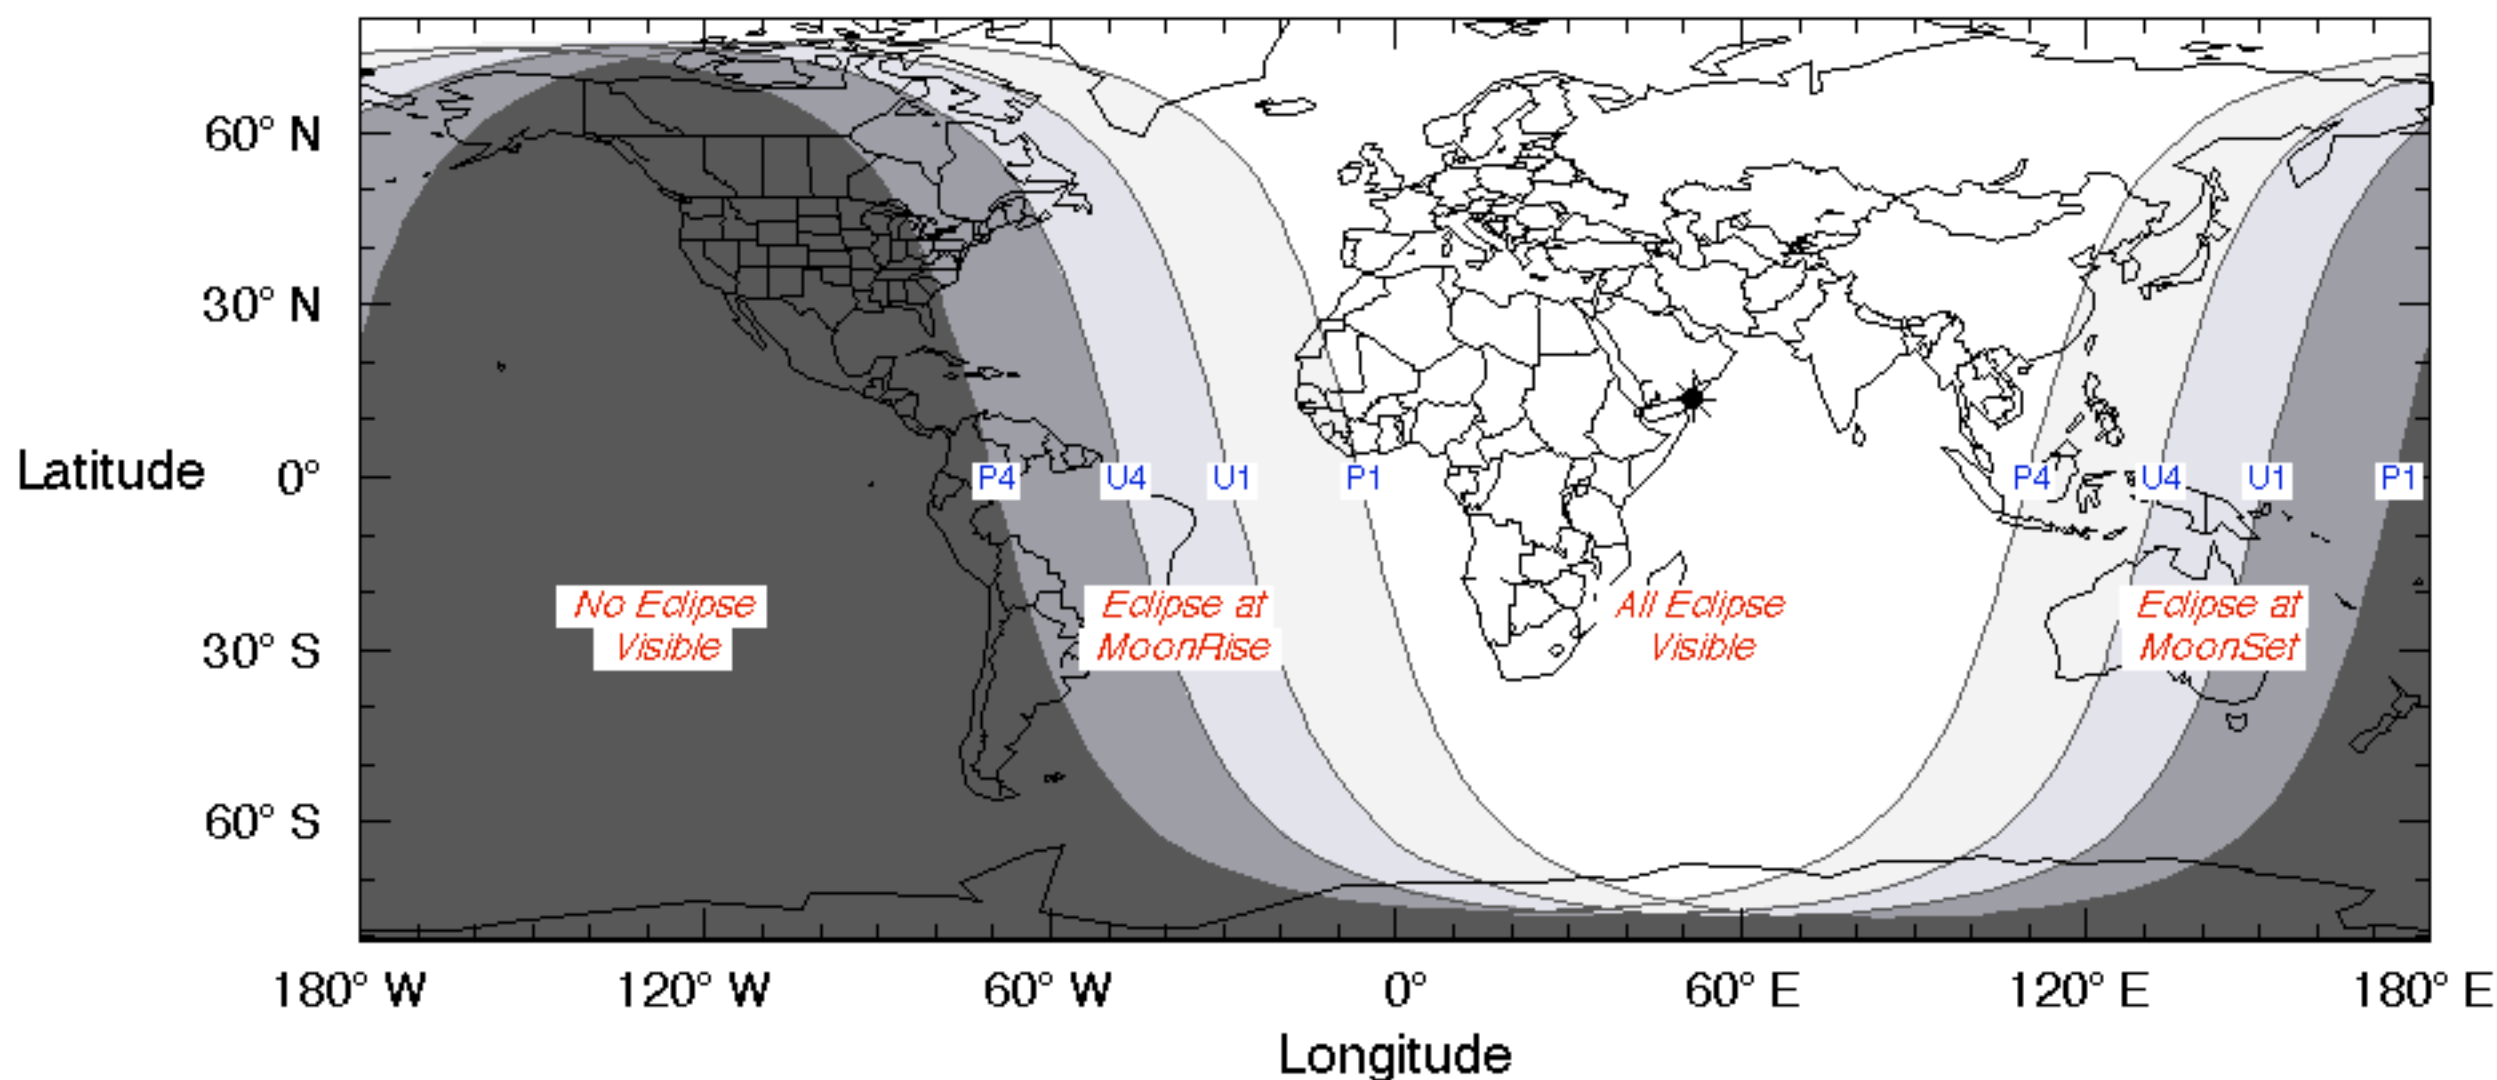 60° N
30° N
Latitude 0°
P4 U4 U1 P1 P4 U4 U1 P1
No Eclipse
Visible
Eclipse at
MoonRise
All Eclipse
Visible
Eclipse at
MoonSet
30° S
60° S
180° W 120° W 60° W 0° 60° E 120° E 180° E
Longitude